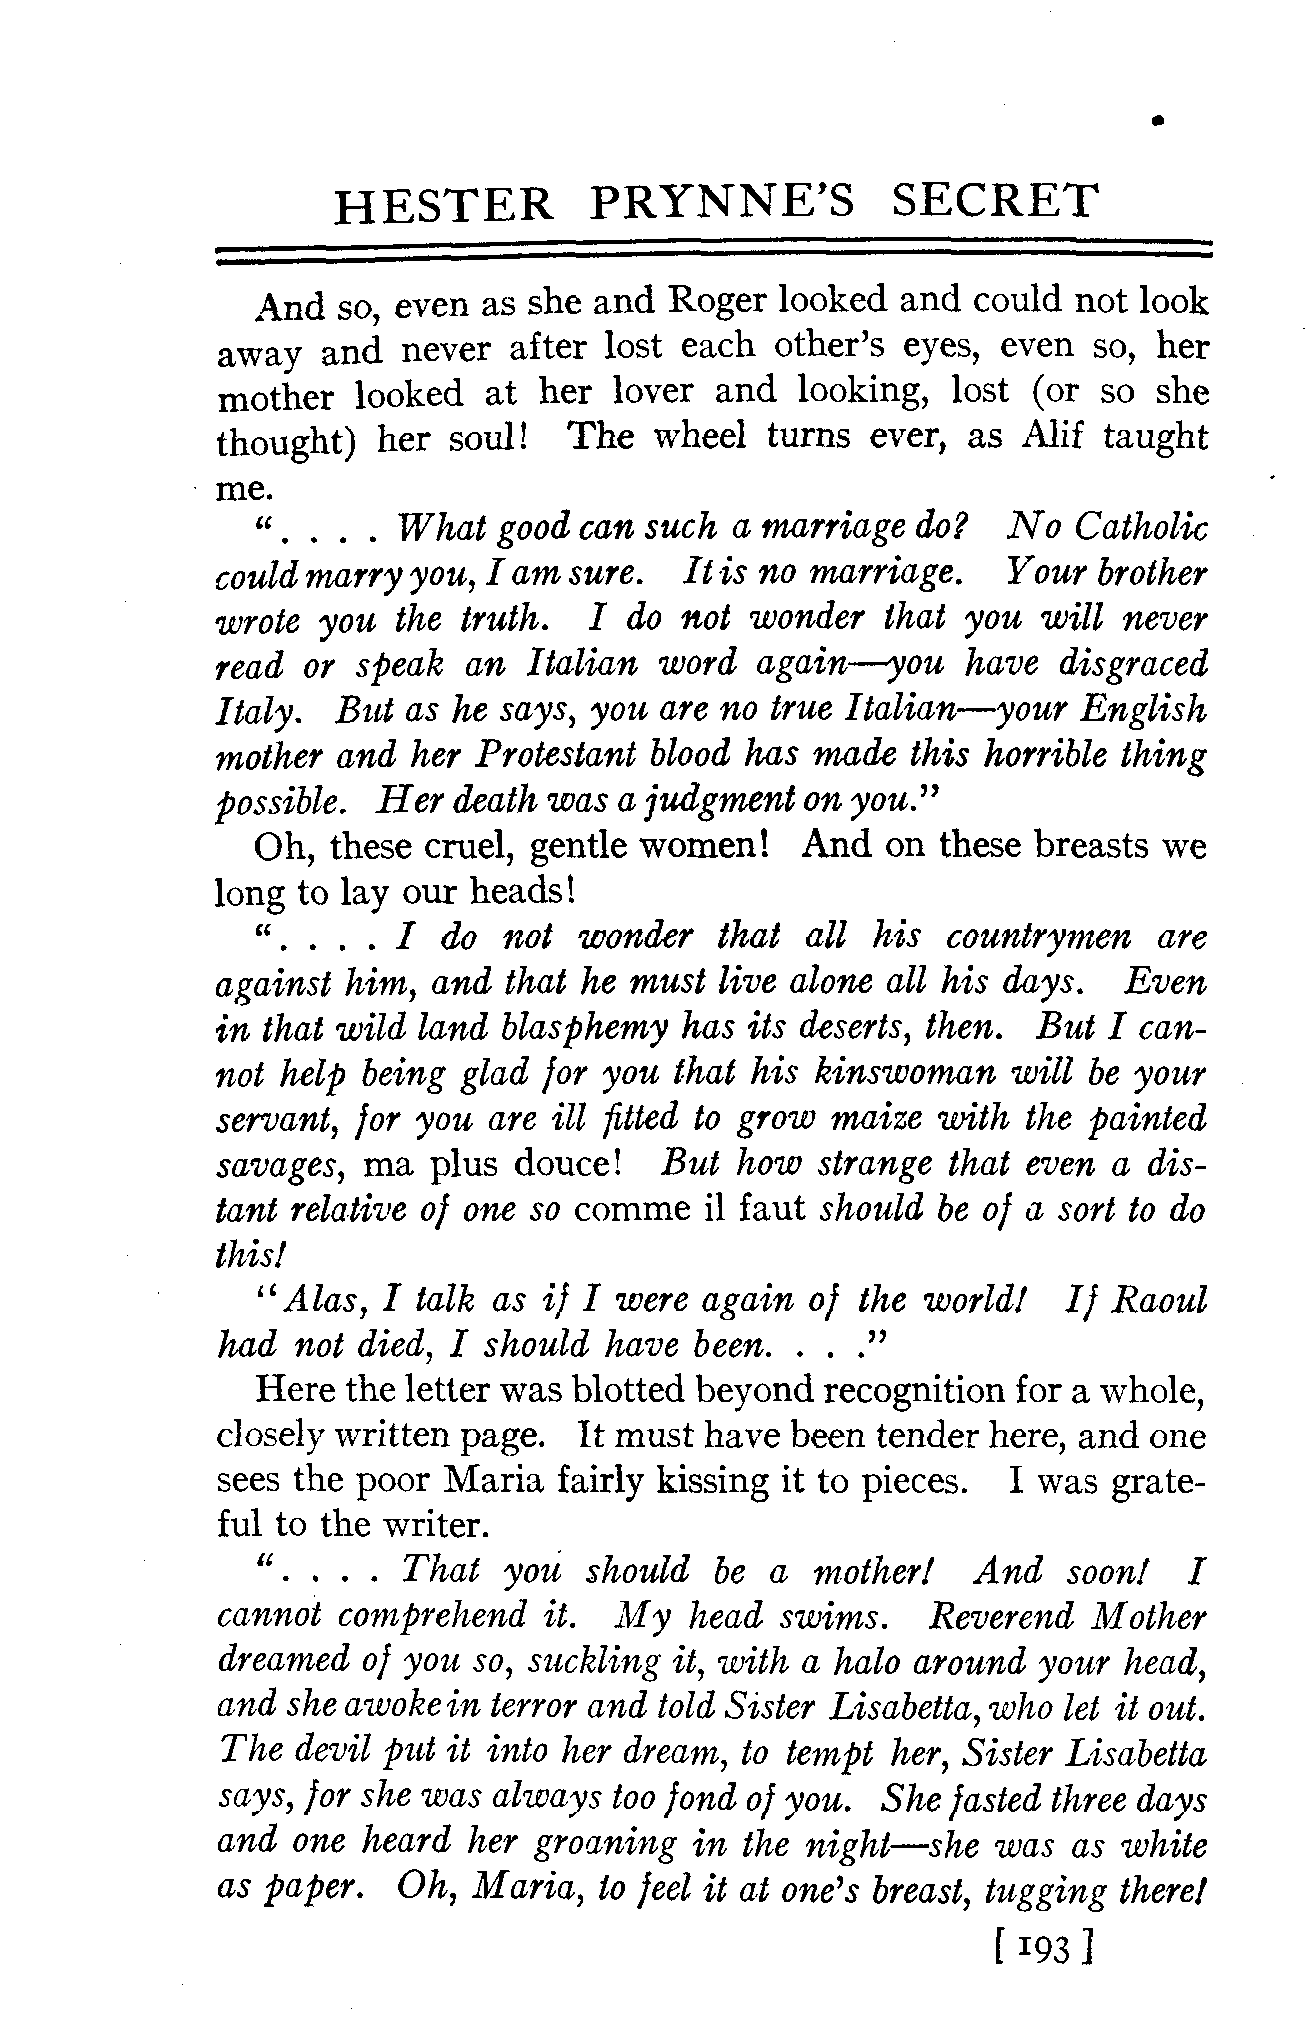 HESTER PRYNNE'S SECRET
And so, even as she and Roger looked and could not look
away and never after lost each other's eyes, even so, her
mother looked at her lover and looking, lost (or so she
thought) her soul! The wheel turns ever, as Alif taught
me.
". . . . What good can such a marriage do? No Catholic
could marry you, I am sure. It is no marriage. Your brother
wrote you the truth. I do not wonder that you will never
read or speak an Italian word again—you have disgraced
Italy. But as he says, you are no true Italian—your English
mother and her Protestant blood has made this horrible thing
possible. Her death was a judgment on you."
Oh, these cruel, gentle women! And on these breasts we
long to lay our heads!
". . . . I do not wonder that all his countrymen are
against him, and that he must live alone all his days. Even
in that wild land blasphemy has its deserts, then. But I can-
not help being glad for you that his kinswoman will be your
servant, for you are ill fitted to grow maize with the painted
savages, ma plus douce! But how strange that even a dis-
tant relative of one so comme il faut should be of a sort to do
this!
"Alas, I talk as if I were again of the world! If Raoul
had not died, I should have been. . . ."
Here the letter was blotted beyond recognition for a whole,
closely written page. It must have been tender here, and one
sees the poor Maria fairly kissing it to pieces. I was grate-
ful to the writer.
". . . . That you should be a mother! And soon! I
cannot comprehend it. My head swims. Reverend Mother
dreamed of you so, suckling it, with a halo around your head,
and she awoke in terror and told Sister Lisabetta, who let it out.
The devil put it into her dream, to tempt her, Sister Lisabetta
says, for she was always too fond of you. She fasted three days
and one heard her groaning in the night—she was as white
as paper. Oh, Maria, to feel it at one's breast, tugging there!
[ 193 ]